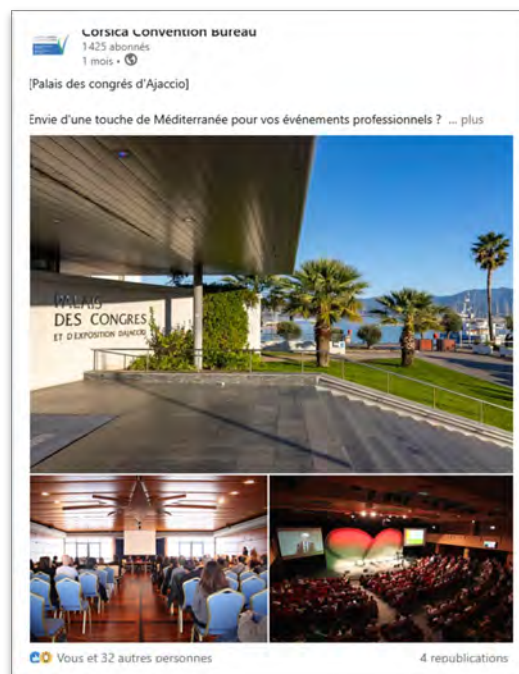 Corsica Convention Bureau
1425 abonnés
1 mois •
[Palais des congrés d'Ajaccio]
Envie d'une touche de Méditerranée pour vos événements professionnels ? ... plus
PALAIS
DES CONGRES
ET D'EXPOSITION D'AJACCIO
Vous et 32 autres personnes
4 republications